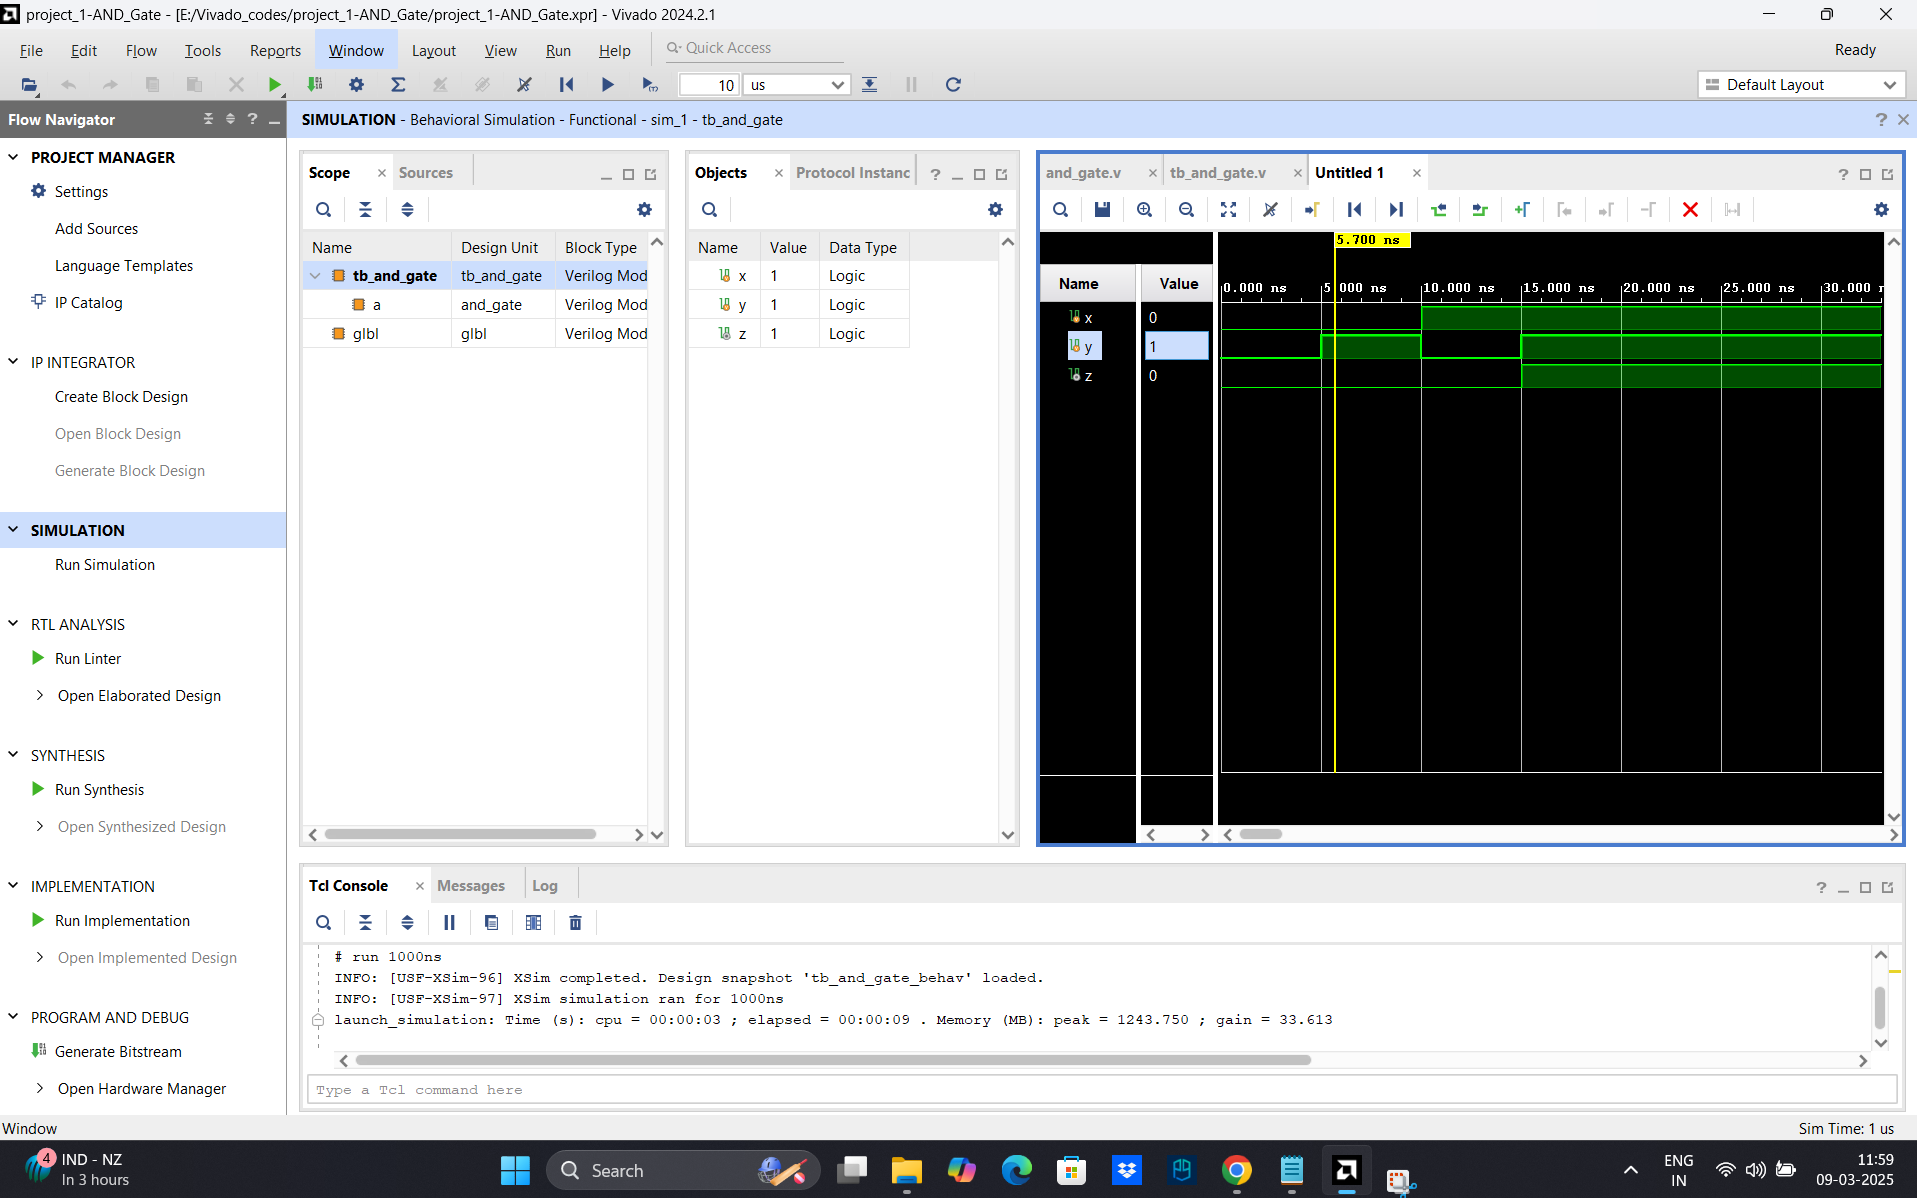 project_1-AND_Gate - [E:/Vivado_codes/project_1-AND_Gate/project_1-AND_Gate.xpr] - Vivado 2024.2.1
File Edit Flow Tools Reports Window Layout View Run Help Quick Access Ready
10 us Default Layout
Flow Navigator
SIMULATION - Behavioral Simulation - Functional - sim_1 - tb_and_gate
PROJECT MANAGER
Settings
Add Sources
Language Templates
IP Catalog
IP INTEGRATOR
Create Block Design
Open Block Design
Generate Block Design
SIMULATION
Run Simulation
RTL ANALYSIS
Run Linter
Open Elaborated Design
SYNTHESIS
Run Synthesis
Open Synthesized Design
IMPLEMENTATION
Run Implementation
Open Implemented Design
PROGRAM AND DEBUG
Generate Bitstream
Open Hardware Manager
Scope Sources
Name Design Unit Block Type
tb_and_gate tb_and_gate Verilog Mod
a and_gate Verilog Mod
glbl glbl Verilog Mod
Objects Protocol Instanc
Name Value Data Type
x 1 Logic
y 1 Logic
z 1 Logic
and_gate.v tb_and_gate.v Untitled 1
5.700 ns
Name Value
0.000 ns 5.000 ns 10.000 ns 15.000 ns 20.000 ns 25.000 ns 30.000 n
x 0
y 1
z 0
Tcl Console Messages Log
# run 1000ns
INFO: [USF-XSim-96] XSim completed. Design snapshot 'tb_and_gate_behav' loaded.
INFO: [USF-XSim-97] XSim simulation ran for 1000ns
launch_simulation: Time (s): cpu = 00:00:03 ; elapsed = 00:00:09 . Memory (MB): peak = 1243.750 ; gain = 33.613
Type a Tcl command here
Window Sim Time: 1 us
4
IND - NZ
In 3 hours
Search
ENG
IN
11:59
09-03-2025